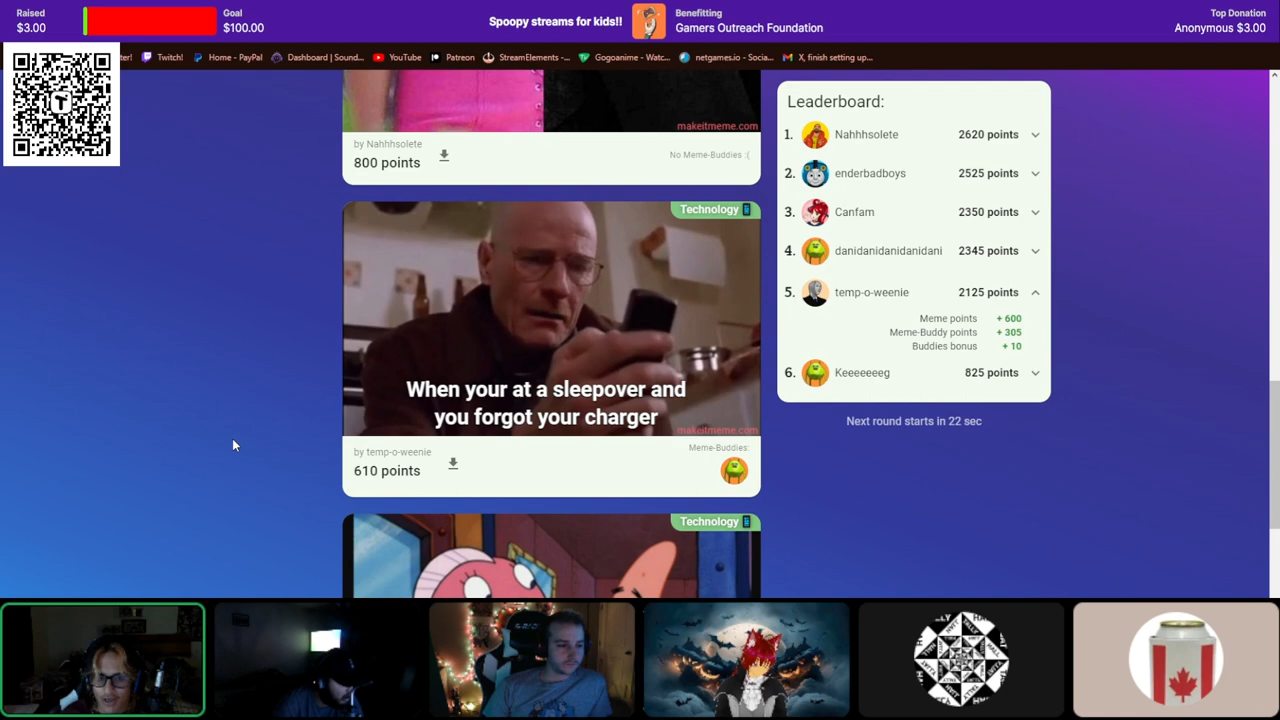 Raised
$3.00
Goal
$100.00
Spoopy streams for kids!!
Benefitting
Gamers Outreach Foundation
Top Donation
Anonymous $3.00
ter!
Twitch!
Home - PayPal
Dashboard | Sound...
YouTube
Patreon
StreamElements -...
Gogoanime - Watc...
netgames.io - Socia...
X, finish setting up...
makeitmeme.com
by Nahhhsolete
800 points
No Meme-Buddies :(
Technology
When your at a sleepover and
you forgot your charger
makeitmeme.com
by temp-o-weenie
610 points
Meme-Buddies:
Technology
Leaderboard:
1. Nahhhsolete 2620 points
2. enderbadboys 2525 points
3. Canfam 2350 points
4. danidanidanidanidani 2345 points
5. temp-o-weenie 2125 points
Meme points + 600
Meme-Buddy points + 305
Buddies bonus + 10
6. Keeeeeeeg 825 points
Next round starts in 22 sec